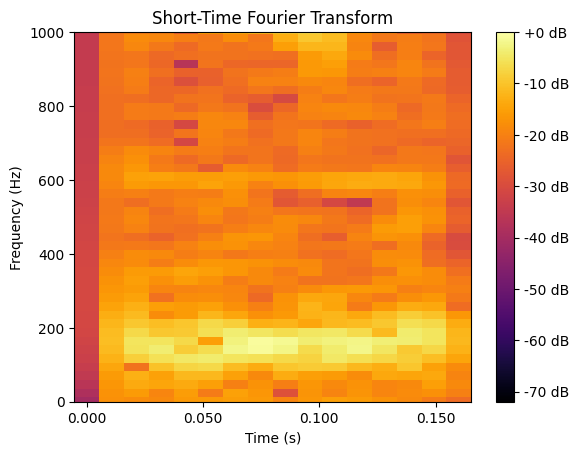 Short-Time Fourier Transform
1000
800
600
400
200
0
Frequency (Hz)
0.000
0.050
0.100
0.150
Time (s)
+0 dB
-10 dB
-20 dB
-30 dB
-40 dB
-50 dB
-60 dB
-70 dB